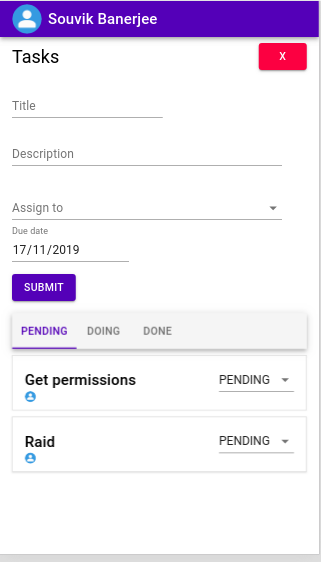 Souvik Banerjee
Tasks
X
Title
Description
Assign to
Due date
17/11/2019
SUBMIT
PENDING DOING DONE
Get permissions PENDING
Raid PENDING